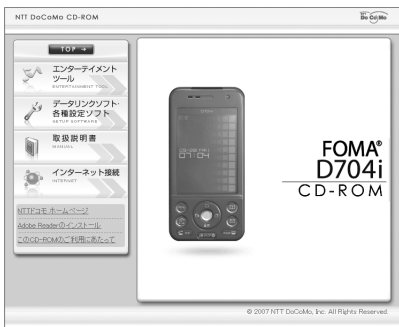 NTT DoCoMo CD-ROM
NTT
DoCoMo
TOP →
エンターテイメント
ツール
ENTERTAINMENT TOOL
データリンクソフト・
各種設定ソフト
SETUP SOFTWARE
取扱説明書
MANUAL
インターネット接続
INTERNET
NTTドコモ ホームページ
Adobe Readerのインストール
このCD-ROMのご利用にあたって
07:04
FOMA®
D704i
CD-ROM
© 2007 NTT DoCoMo, Inc. All Rights Reserved.